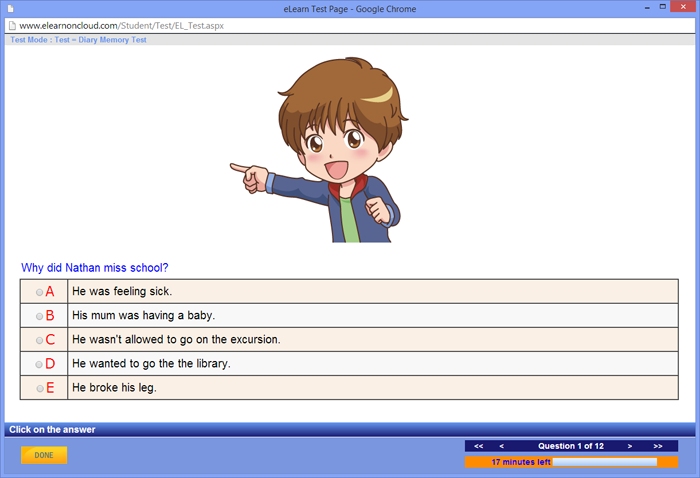 eLearn Test Page - Google Chrome
www.elearnoncloud.com/Student/Test/EL_Test.aspx
Test Mode : Test = Diary Memory Test
Why did Nathan miss school?
A He was feeling sick.
B His mum was having a baby.
C He wasn't allowed to go on the excursion.
D He wanted to go the the library.
E He broke his leg.
Click on the answer
DONE
<< < Question 1 of 12 > >>
17 minutes left